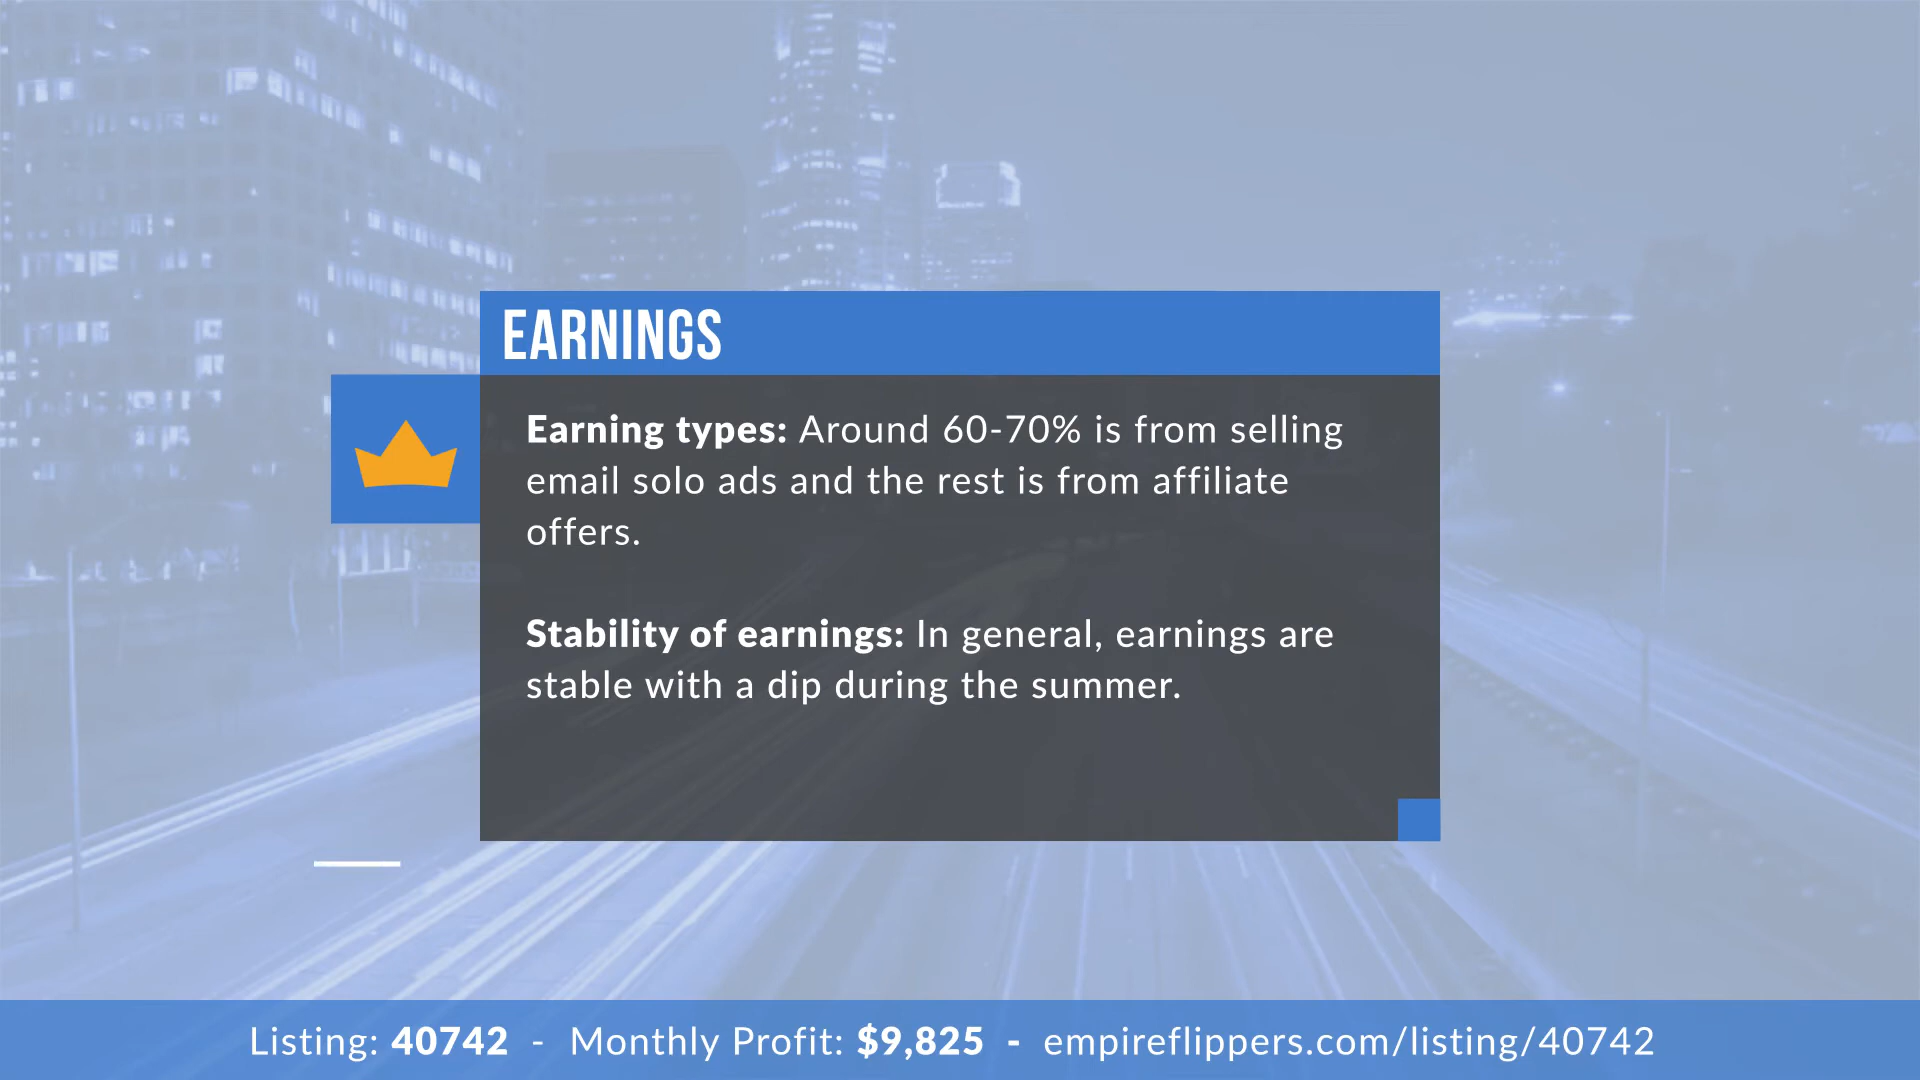 EARNINGS
Earning types: Around 60-70% is from selling
email solo ads and the rest is from affiliate
offers.
Stability of earnings: In general, earnings are
stable with a dip during the summer.
Listing: 40742 - Monthly Profit: $9,825 - empireflippers.com/listing/40742